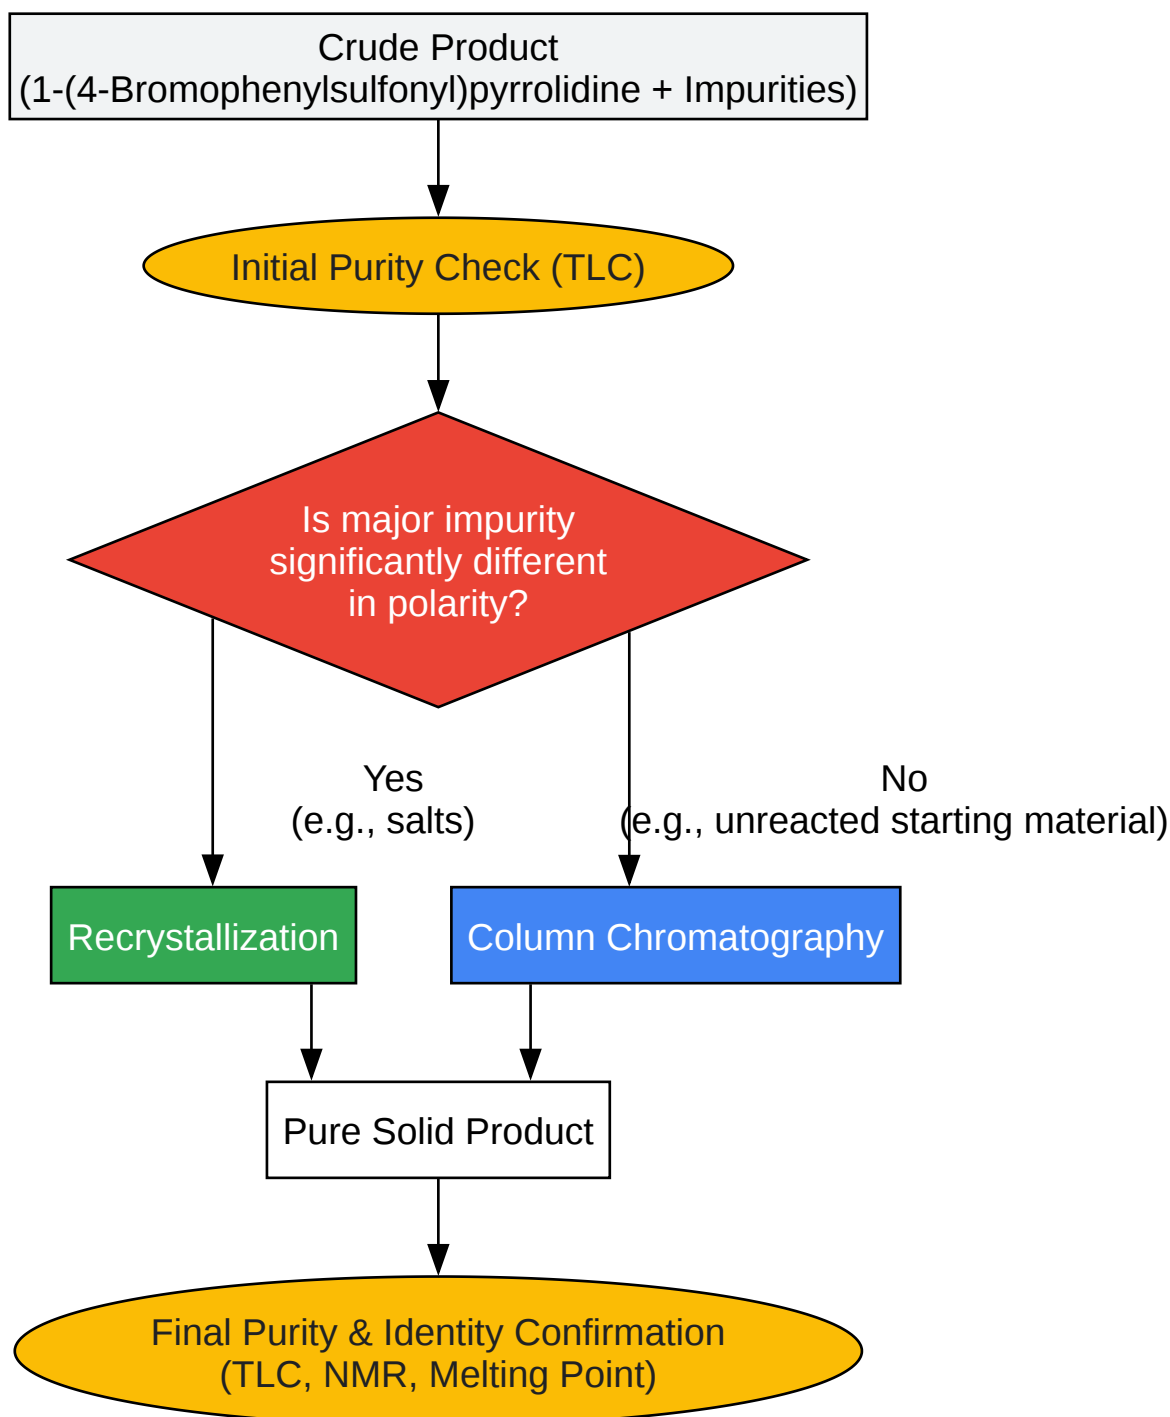 Crude Product
(1-(4-Bromophenylsulfonyl)pyrrolidine + Impurities)
Initial Purity Check (TLC)
Is major impurity
significantly different
in polarity?
Yes
(e.g., salts)
No
(e.g., unreacted starting material)
Recrystallization
Column Chromatography
Pure Solid Product
Final Purity & Identity Confirmation
(TLC, NMR, Melting Point)